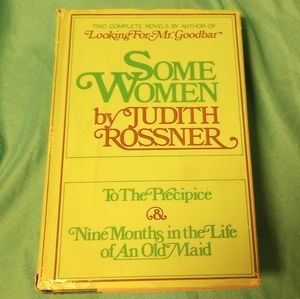 TWO COMPLETE NOVELS BY AUTHOR OF
Looking For Mr. Goodbar
SOME
WOMEN
by JUDITH
ROSSNER
To The Precipice
&
Nine Months in the Life
of An Old Maid